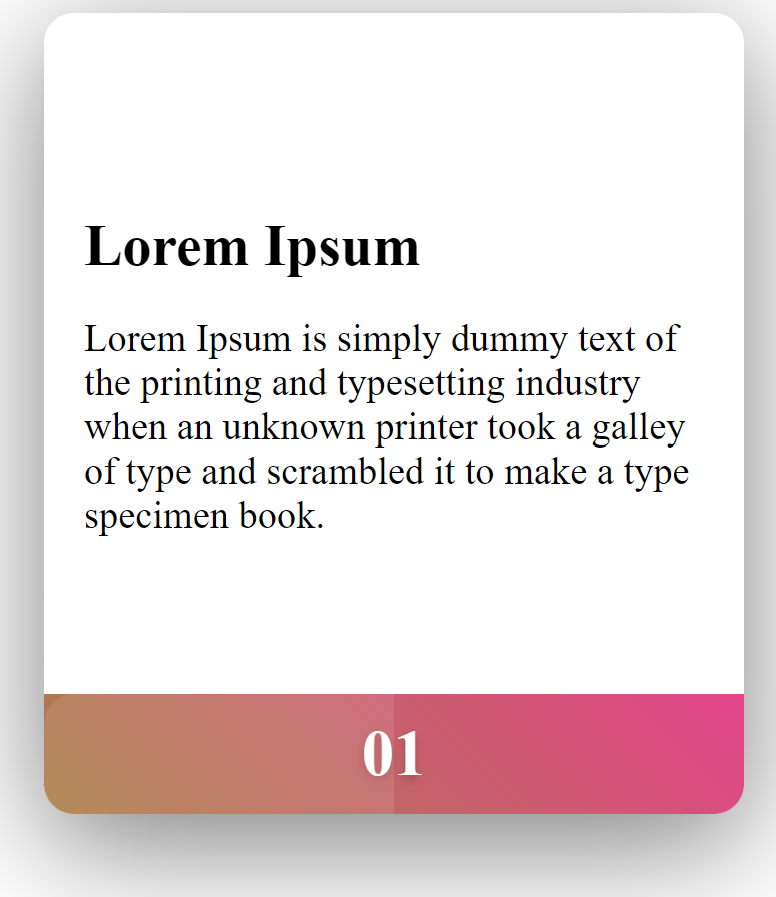 Lorem Ipsum
Lorem Ipsum is simply dummy text of
the printing and typesetting industry
when an unknown printer took a galley
of type and scrambled it to make a type
specimen book.
01